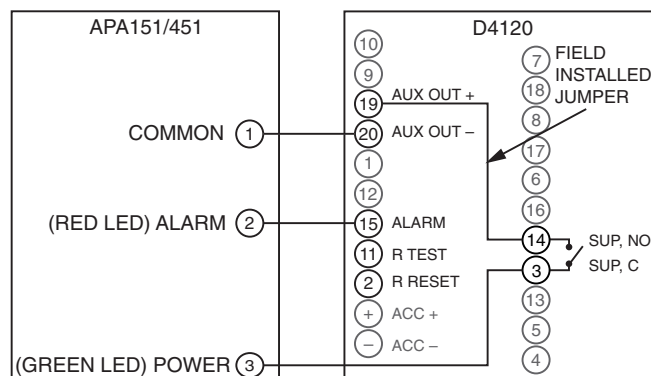 APA151/451
D4120
COMMON 1
(RED LED) ALARM 2
(GREEN LED) POWER 3
10
9
19 AUX OUT +
20 AUX OUT –
1
12
15 ALARM
11 R TEST
2 R RESET
+ ACC +
– ACC –
7
18
8
17
6
16
14 SUP, NO
3 SUP, C
13
5
4
FIELD
INSTALLED
JUMPER